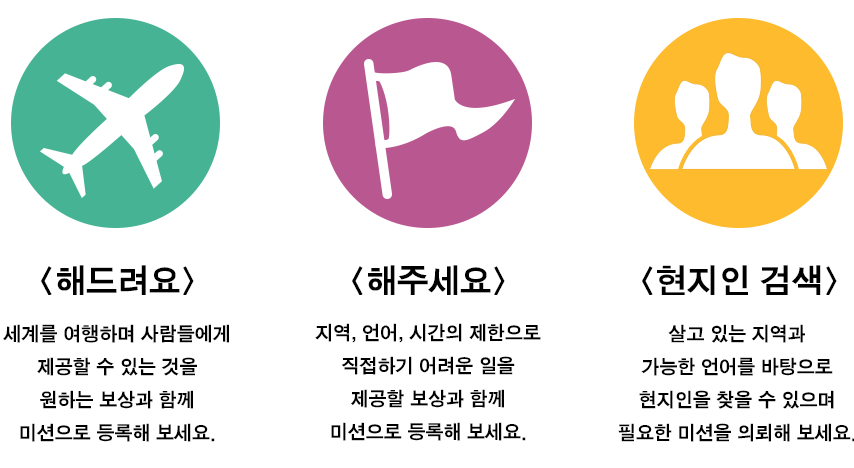 〈해드려요〉
세계를 여행하며 사람들에게
제공할 수 있는 것을
원하는 보상과 함께
미션으로 등록해 보세요.
〈해주세요〉
지역, 언어, 시간의 제한으로
직접하기 어려운 일을
제공할 보상과 함께
미션으로 등록해 보세요.
〈현지인 검색〉
살고 있는 지역과
가능한 언어를 바탕으로
현지인을 찾을 수 있으며
필요한 미션을 의뢰해 보세요.